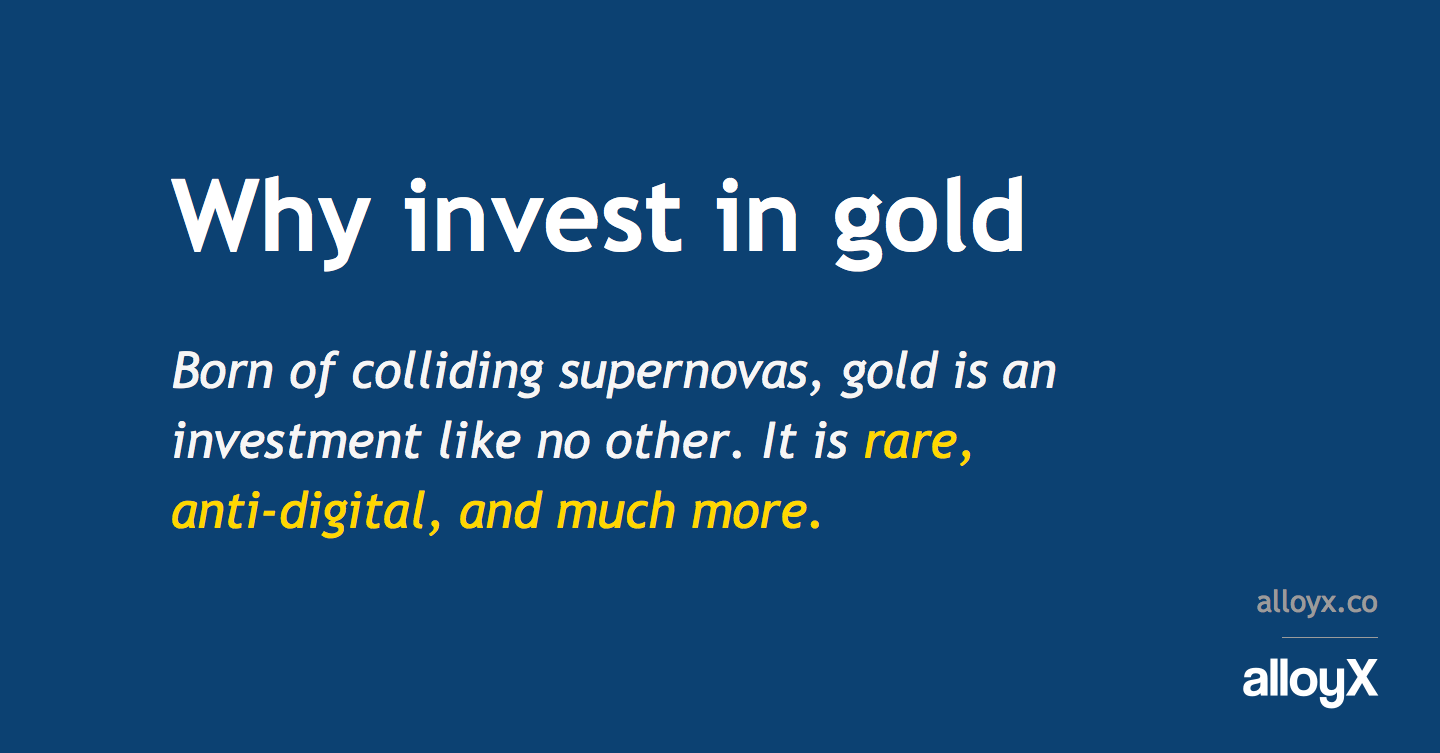 Why invest in gold
Born of colliding supernovas, gold is an
investment like no other. It is rare,
anti-digital, and much more.
alloyx.co
alloyX